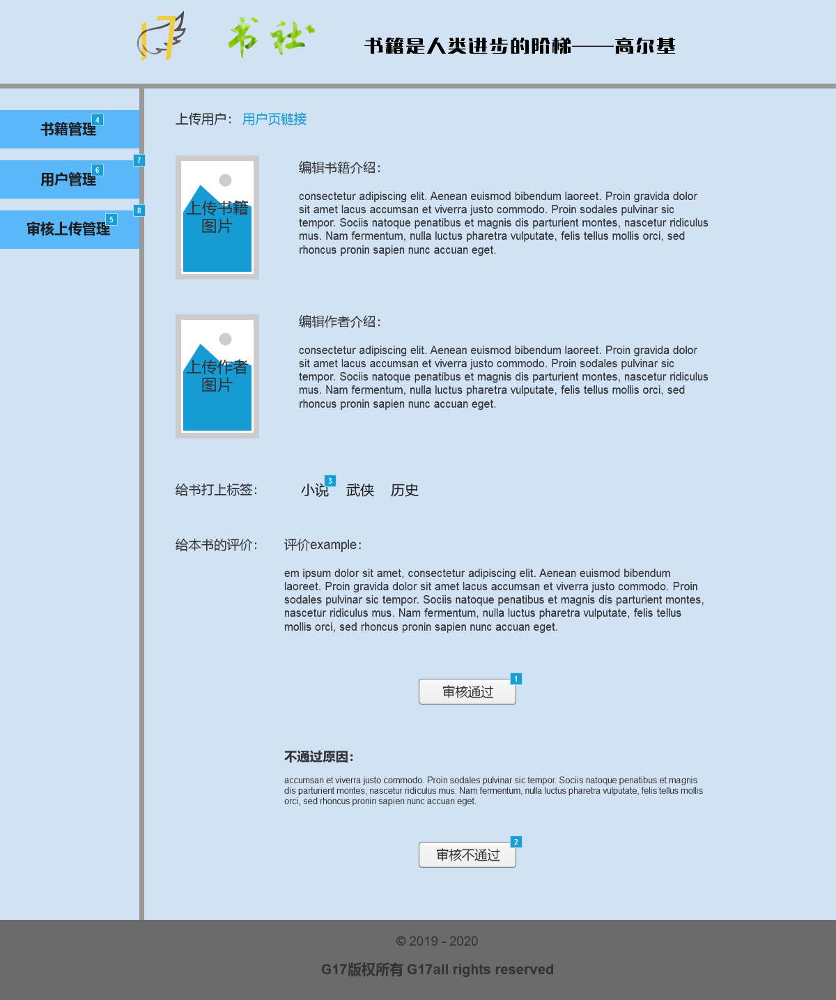 17 书社
书籍是人类进步的阶梯——高尔基
书籍管理
4
用户管理
6
7
审核上传管理
5
8
上传用户： 用户页链接
上传书籍
图片
编辑书籍介绍：
consectetur adipiscing elit. Aenean euismod bibendum laoreet. Proin gravida dolor
sit amet lacus accumsan et viverra justo commodo. Proin sodales pulvinar sic
tempor. Sociis natoque penatibus et magnis dis parturient montes, nascetur ridiculus
mus. Nam fermentum, nulla luctus pharetra vulputate, felis tellus mollis orci, sed
rhoncus pronin sapien nunc accuan eget.
上传作者
图片
编辑作者介绍：
consectetur adipiscing elit. Aenean euismod bibendum laoreet. Proin gravida dolor
sit amet lacus accumsan et viverra justo commodo. Proin sodales pulvinar sic
tempor. Sociis natoque penatibus et magnis dis parturient montes, nascetur ridiculus
mus. Nam fermentum, nulla luctus pharetra vulputate, felis tellus mollis orci, sed
rhoncus pronin sapien nunc accuan eget.
给书打上标签： 小说 武侠 历史
3
给本书的评价： 评价example：
em ipsum dolor sit amet, consectetur adipiscing elit. Aenean euismod bibendum
laoreet. Proin gravida dolor sit amet lacus accumsan et viverra justo commodo. Proin
sodales pulvinar sic tempor. Sociis natoque penatibus et magnis dis parturient montes,
nascetur ridiculus mus. Nam fermentum, nulla luctus pharetra vulputate, felis tellus
mollis orci, sed rhoncus pronin sapien nunc accuan eget.
审核通过
1
不通过原因：
accumsan et viverra justo commodo. Proin sodales pulvinar sic tempor. Sociis natoque penatibus et magnis
dis parturient montes, nascetur ridiculus mus. Nam fermentum, nulla luctus pharetra vulputate, felis tellus mollis
orci, sed rhoncus pronin sapien nunc accuan eget.
审核不通过
2
© 2019 - 2020
G17版权所有 G17all rights reserved